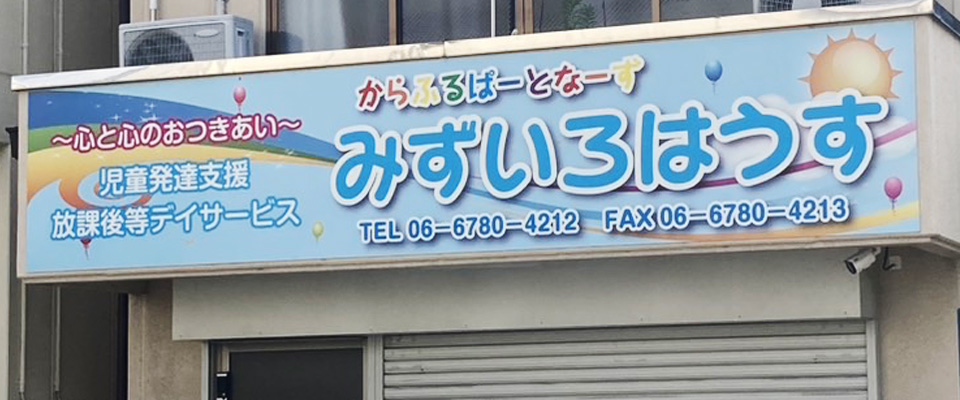 〜心と心のおつきあい〜
児童発達支援
放課後等デイサービス
からふるぱーとなーず
みずいろはうす
TEL 06-6780-4212 FAX 06-6780-4213